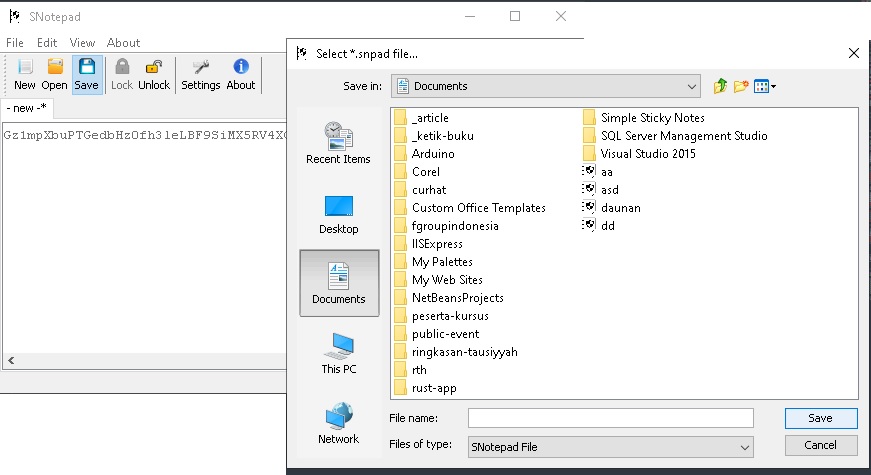 SNotepad
File Edit View About
New Open Save Lock Unlock Settings About
- new -*
Select *.snpad file...
Save in: Documents
Recent Items
Desktop
Documents
This PC
Network
_article
_ketik-buku
Arduino
Corel
curhat
Custom Office Templates
fgroupindonesia
IISExpress
My Palettes
My Web Sites
NetBeansProjects
peserta-kursus
public-event
ringkasan-tausiyyah
rth
rust-app
Simple Sticky Notes
SQL Server Management Studio
Visual Studio 2015
aa
asd
daunan
dd
File name: Save
Files of type: SNotepad File Cancel